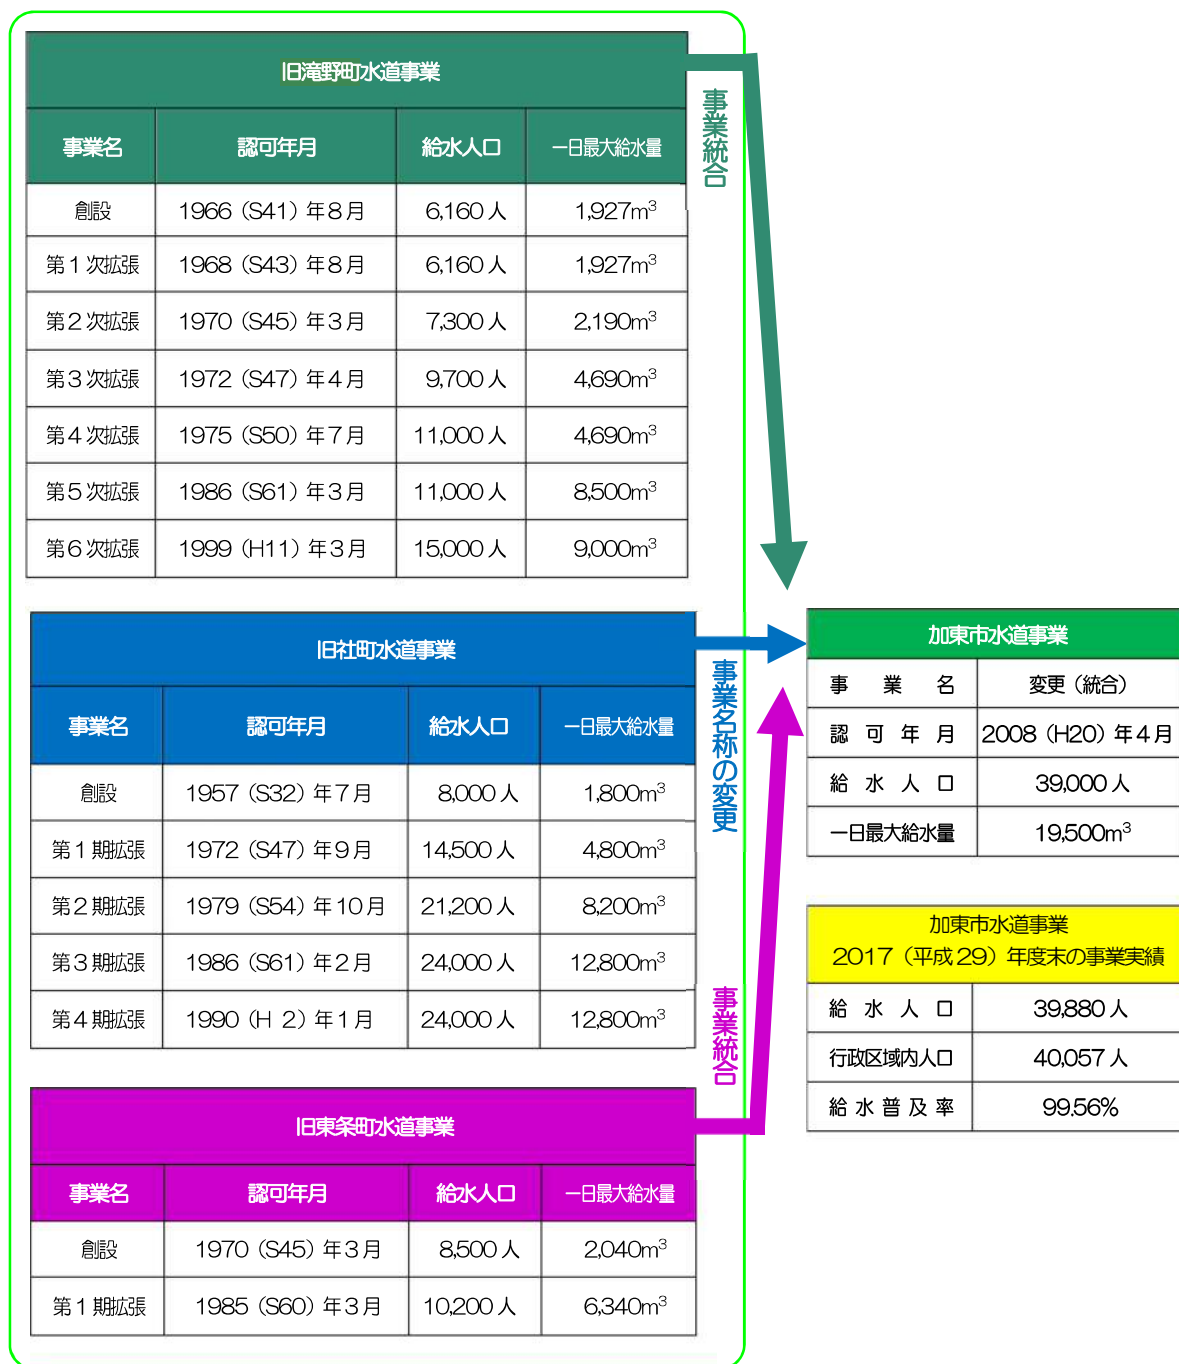 旧滝野町水道事業
事業名 認可年月 給水人口 一日最大給水量
創設 1966（S41）年8月 6,160人 1,927m³
第1次拡張 1968（S43）年8月 6,160人 1,927m³
第2次拡張 1970（S45）年3月 7,300人 2,190m³
第3次拡張 1972（S47）年4月 9,700人 4,690m³
第4次拡張 1975（S50）年7月 11,000人 4,690m³
第5次拡張 1986（S61）年3月 11,000人 8,500m³
第6次拡張 1999（H11）年3月 15,000人 9,000m³
事業統合
旧社町水道事業
事業名 認可年月 給水人口 一日最大給水量
創設 1957（S32）年7月 8,000人 1,800m³
第1期拡張 1972（S47）年9月 14,500人 4,800m³
第2期拡張 1979（S54）年10月 21,200人 8,200m³
第3期拡張 1986（S61）年2月 24,000人 12,800m³
第4期拡張 1990（H 2）年1月 24,000人 12,800m³
事業名称の変更
旧東条町水道事業
事業名 認可年月 給水人口 一日最大給水量
創設 1970（S45）年3月 8,500人 2,040m³
第1期拡張 1985（S60）年3月 10,200人 6,340m³
事業統合
加東市水道事業
事業名 変更（統合）
認可年月 2008（H20）年4月
給水人口 39,000人
一日最大給水量 19,500m³
加東市水道事業
2017（平成29）年度末の事業実績
給水人口 39,880人
行政区域内人口 40,057人
給水普及率 99.56%